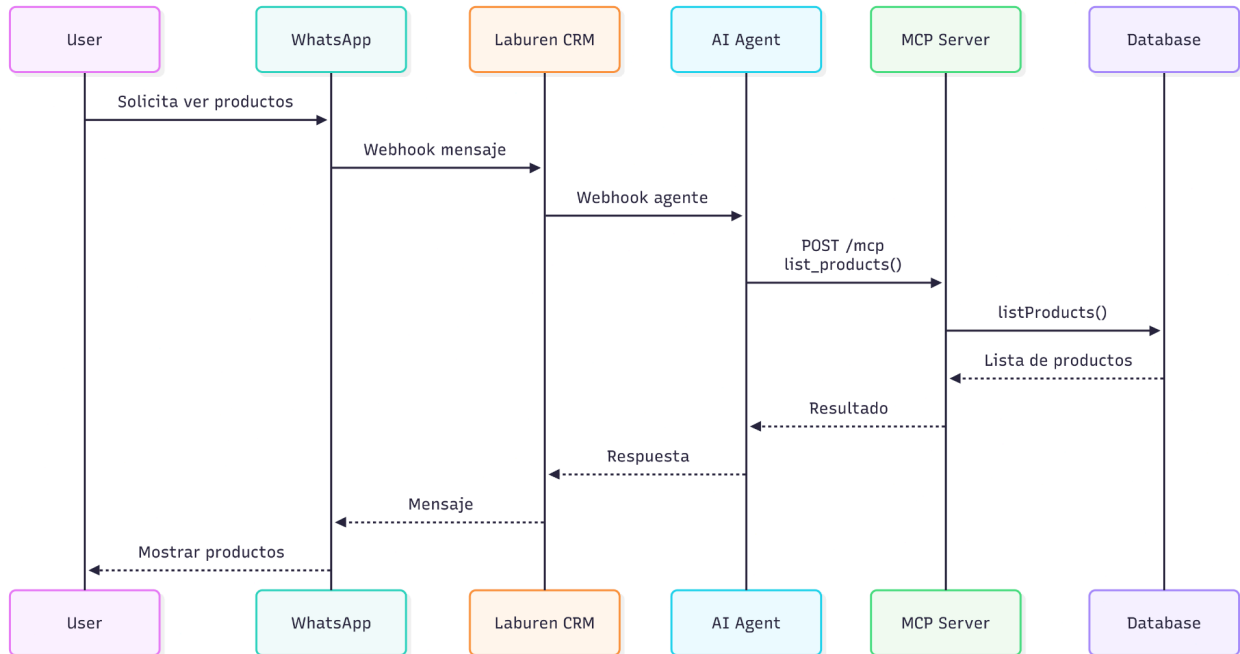 User
WhatsApp
Laburen CRM
AI Agent
MCP Server
Database
Solicita ver productos
Webhook mensaje
Webhook agente
POST /mcp
list_products()
listProducts()
Lista de productos
Resultado
Respuesta
Mensaje
Mostrar productos
User
WhatsApp
Laburen CRM
AI Agent
MCP Server
Database